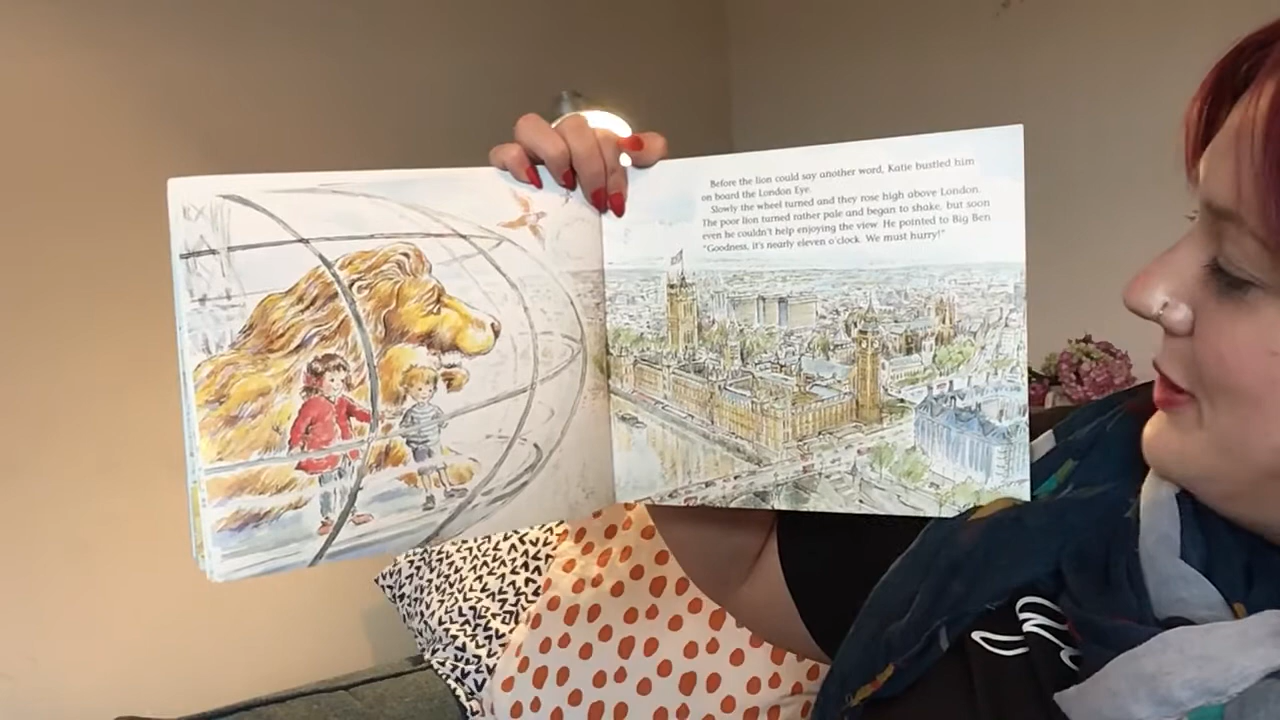 Before the lion could say another word, Katie bustled him
on board the London Eye.
Slowly the wheel turned and they rose high above London.
The poor lion turned rather pale and began to shake, but soon
even he couldn't help enjoying the view. He pointed to Big Ben
"Goodness, it's nearly eleven o'clock. We must hurry!"